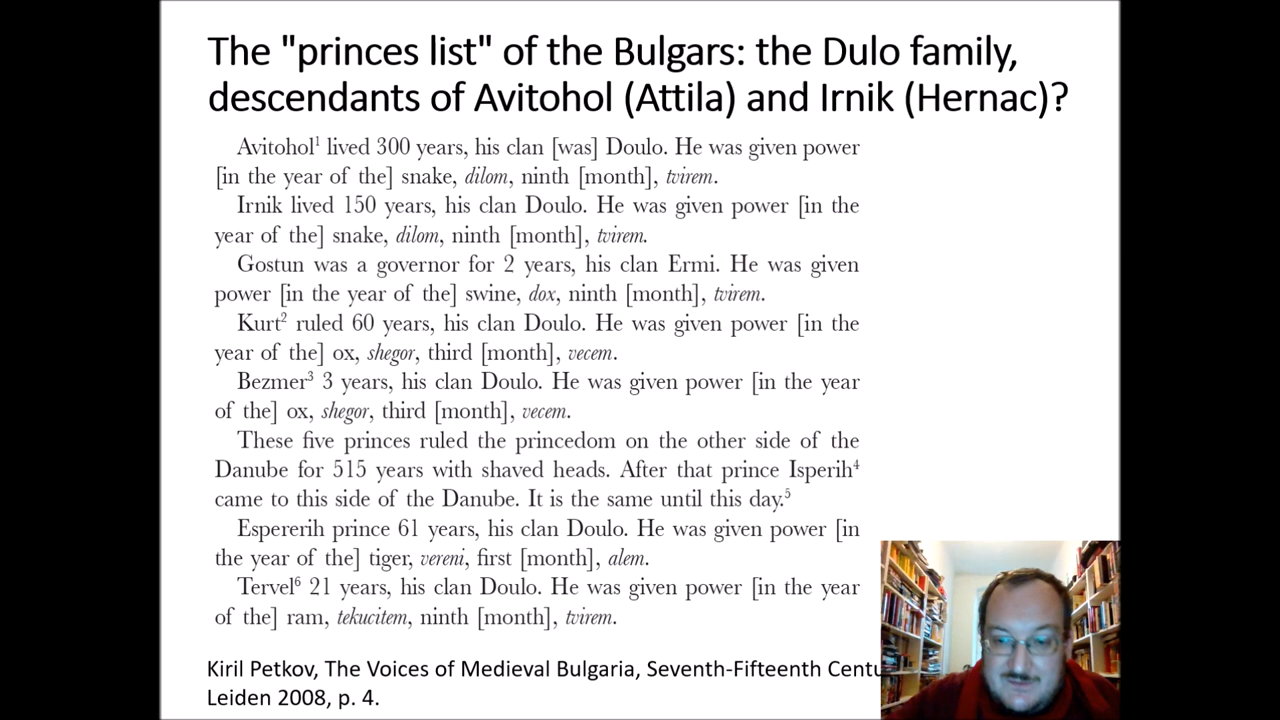 The "princes list" of the Bulgars: the Dulo family,
descendants of Avitohol (Attila) and Irnik (Hernac)?
Avitohol¹ lived 300 years, his clan [was] Doulo. He was given power
[in the year of the] snake, dilom, ninth [month], tvirem.
Irnik lived 150 years, his clan Doulo. He was given power [in the
year of the] snake, dilom, ninth [month], tvirem.
Gostun was a governor for 2 years, his clan Ermi. He was given
power [in the year of the] swine, dox, ninth [month], tvirem.
Kurt² ruled 60 years, his clan Doulo. He was given power [in the
year of the] ox, shegor, third [month], vecem.
Bezmer³ 3 years, his clan Doulo. He was given power [in the year
of the] ox, shegor, third [month], vecem.
These five princes ruled the princedom on the other side of the
Danube for 515 years with shaved heads. After that prince Isperih⁴
came to this side of the Danube. It is the same until this day.⁵
Espererih prince 61 years, his clan Doulo. He was given power [in
the year of the] tiger, vereni, first [month], alem.
Tervel⁶ 21 years, his clan Doulo. He was given power [in the year
of the] ram, tekucitem, ninth [month], tvirem.
Kiril Petkov, The Voices of Medieval Bulgaria, Seventh-Fifteenth Centu
Leiden 2008, p. 4.